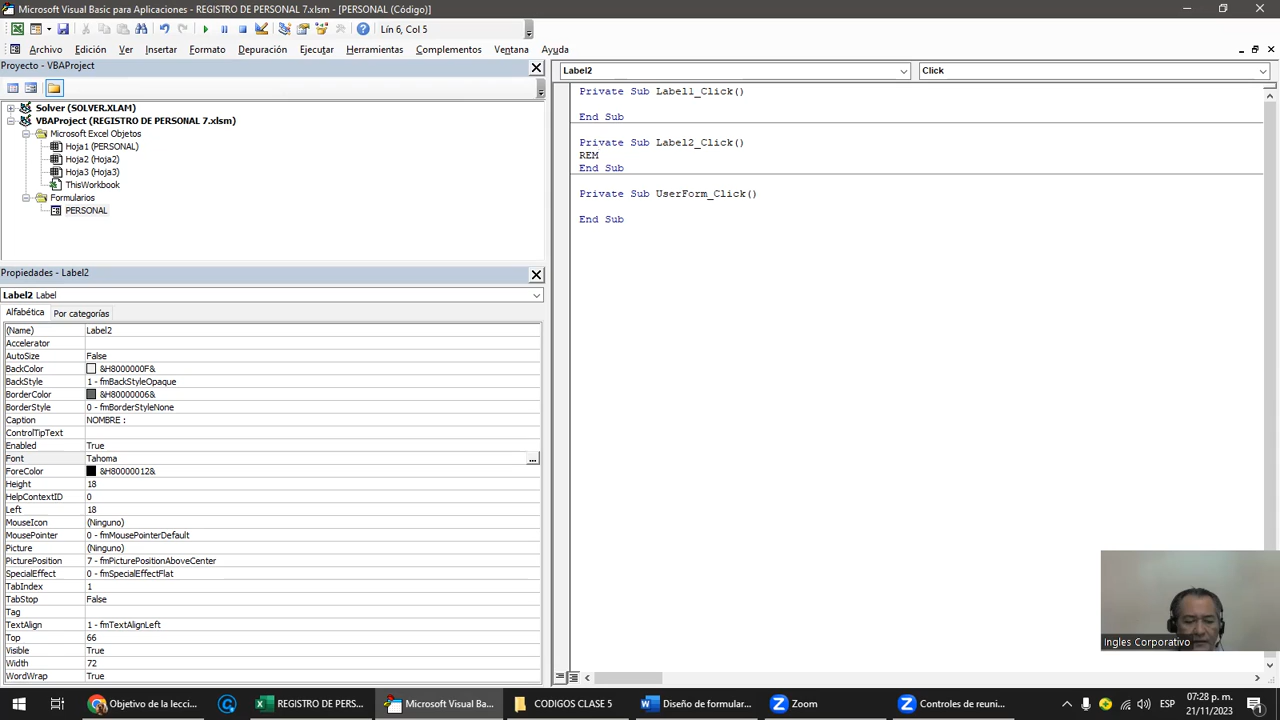 Microsoft Visual Basic para Aplicaciones - REGISTRO DE PERSONAL 7.xlsm - [PERSONAL (Código)]
Lín 6, Col 5
Archivo Edición Ver Insertar Formato Depuración Ejecutar Herramientas Complementos Ventana Ayuda
Proyecto - VBAProject
Solver (SOLVER.XLAM)
VBAProject (REGISTRO DE PERSONAL 7.xlsm)
Microsoft Excel Objetos
Hoja1 (PERSONAL)
Hoja2 (Hoja2)
Hoja3 (Hoja3)
ThisWorkbook
Formularios
PERSONAL
Propiedades - Label2
Label2 Label
Alfabética Por categorías
(Name) Label2
Accelerator
AutoSize False
BackColor &H8000000F&
BackStyle 1 - fmBackStyleOpaque
BorderColor &H80000006&
BorderStyle 0 - fmBorderStyleNone
Caption NOMBRE :
ControlTipText
Enabled True
Font Tahoma ...
ForeColor &H80000012&
Height 18
HelpContextID 0
Left 18
MouseIcon (Ninguno)
MousePointer 0 - fmMousePointerDefault
Picture (Ninguno)
PicturePosition 7 - fmPicturePositionAboveCenter
SpecialEffect 0 - fmSpecialEffectFlat
TabIndex 1
TabStop False
Tag
TextAlign 1 - fmTextAlignLeft
Top 66
Visible True
Width 72
WordWrap True
Label2 Click
Private Sub Label1_Click()
End Sub
Private Sub Label2_Click()
REM
End Sub
Private Sub UserForm_Click()
End Sub
Ingles Corporativo
Objetivo de la lecci... REGISTRO DE PERS... Microsoft Visual Ba... CODIGOS CLASE 5 Diseño de formular... Zoom Controles de reuni... ESP
07:28 p. m.
21/11/2023